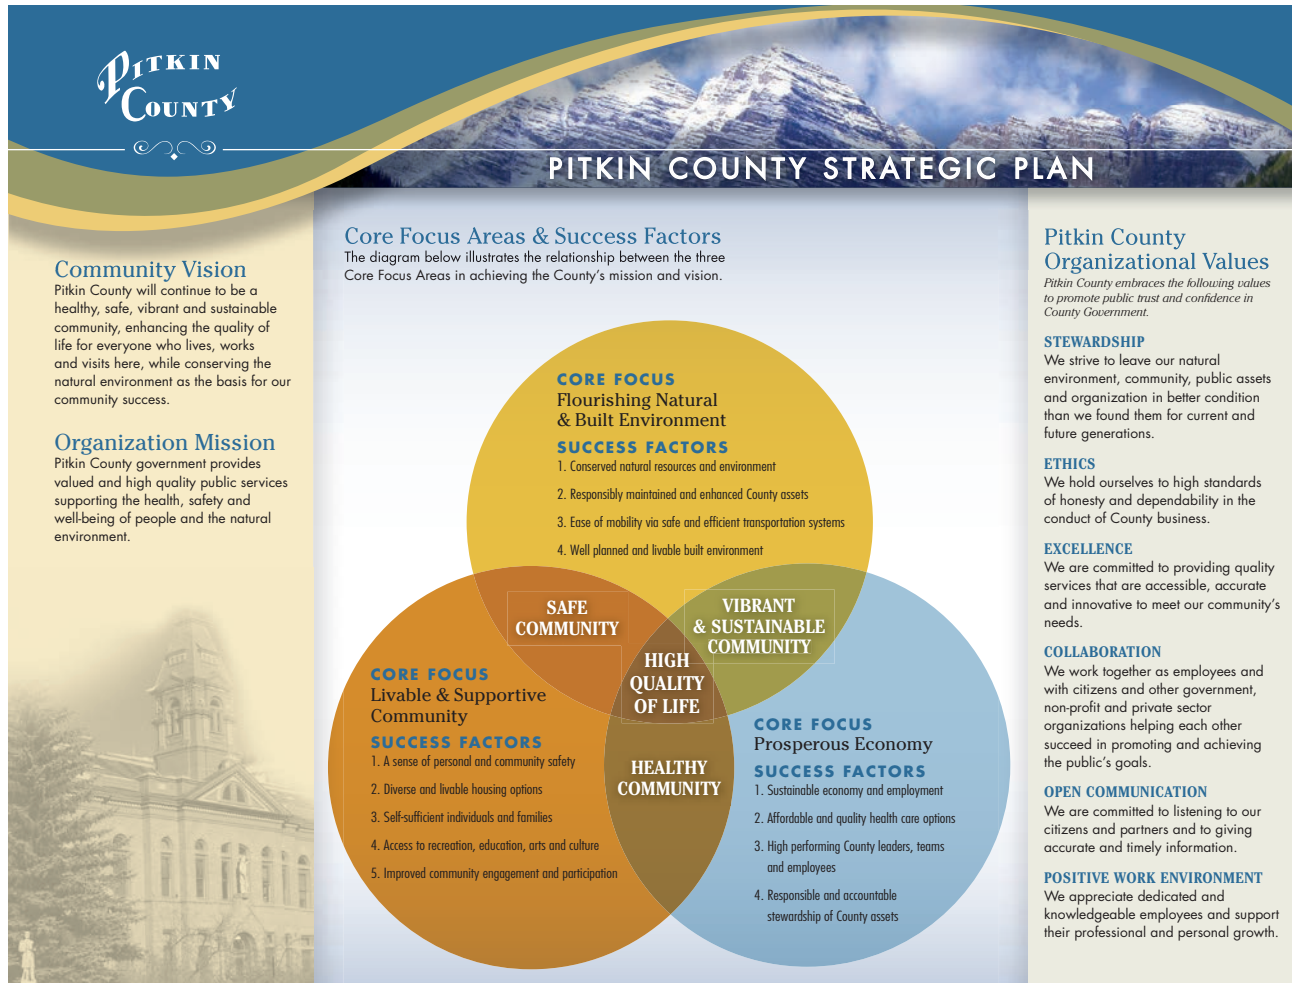 PITKIN
COUNTY
PITKIN COUNTY STRATEGIC PLAN
Community Vision
Pitkin County will continue to be a
healthy, safe, vibrant and sustainable
community, enhancing the quality of
life for everyone who lives, works
and visits here, while conserving the
natural environment as the basis for our
community success.
Organization Mission
Pitkin County government provides
valued and high quality public services
supporting the health, safety and
well-being of people and the natural
environment.
Core Focus Areas & Success Factors
The diagram below illustrates the relationship between the three
Core Focus Areas in achieving the County's mission and vision.
CORE FOCUS
Flourishing Natural
& Built Environment
SUCCESS FACTORS
1. Conserved natural resources and environment
2. Responsibly maintained and enhanced County assets
3. Ease of mobility via safe and efficient transportation systems
4. Well planned and livable built environment
SAFE
COMMUNITY
VIBRANT
& SUSTAINABLE
COMMUNITY
HIGH
QUALITY
OF LIFE
HEALTHY
COMMUNITY
CORE FOCUS
Livable & Supportive
Community
SUCCESS FACTORS
1. A sense of personal and community safety
2. Diverse and livable housing options
3. Self-sufficient individuals and families
4. Access to recreation, education, arts and culture
5. Improved community engagement and participation
CORE FOCUS
Prosperous Economy
SUCCESS FACTORS
1. Sustainable economy and employment
2. Affordable and quality health care options
3. High performing County leaders, teams
and employees
4. Responsible and accountable
stewardship of County assets
Pitkin County
Organizational Values
Pitkin County embraces the following values
to promote public trust and confidence in
County Government.
STEWARDSHIP
We strive to leave our natural
environment, community, public assets
and organization in better condition
than we found them for current and
future generations.
ETHICS
We hold ourselves to high standards
of honesty and dependability in the
conduct of County business.
EXCELLENCE
We are committed to providing quality
services that are accessible, accurate
and innovative to meet our community's
needs.
COLLABORATION
We work together as employees and
with citizens and other government,
non-profit and private sector
organizations helping each other
succeed in promoting and achieving
the public's goals.
OPEN COMMUNICATION
We are committed to listening to our
citizens and partners and to giving
accurate and timely information.
POSITIVE WORK ENVIRONMENT
We appreciate dedicated and
knowledgeable employees and support
their professional and personal growth.